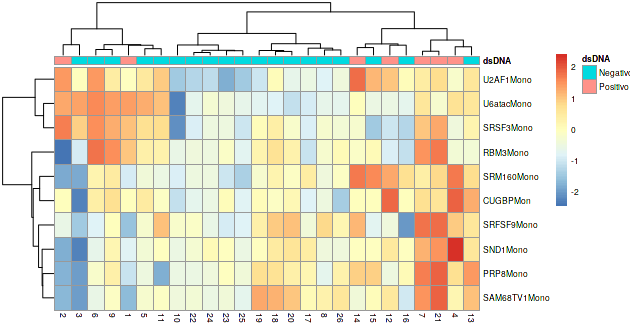 dsDNA
U2AF1Mono
U6atacMono
SRSF3Mono
RBM3Mono
SRM160Mono
CUGBPMon
SRFSF9Mono
SND1Mono
PRP8Mono
SAM68TV1Mono
2 3 6 9 1 5 11 10 22 24 23 25 19 18 20 17 8 26 14 15 12 16 7 21 4 13
2
1
0
-1
-2
dsDNA
Negativo
Positivo